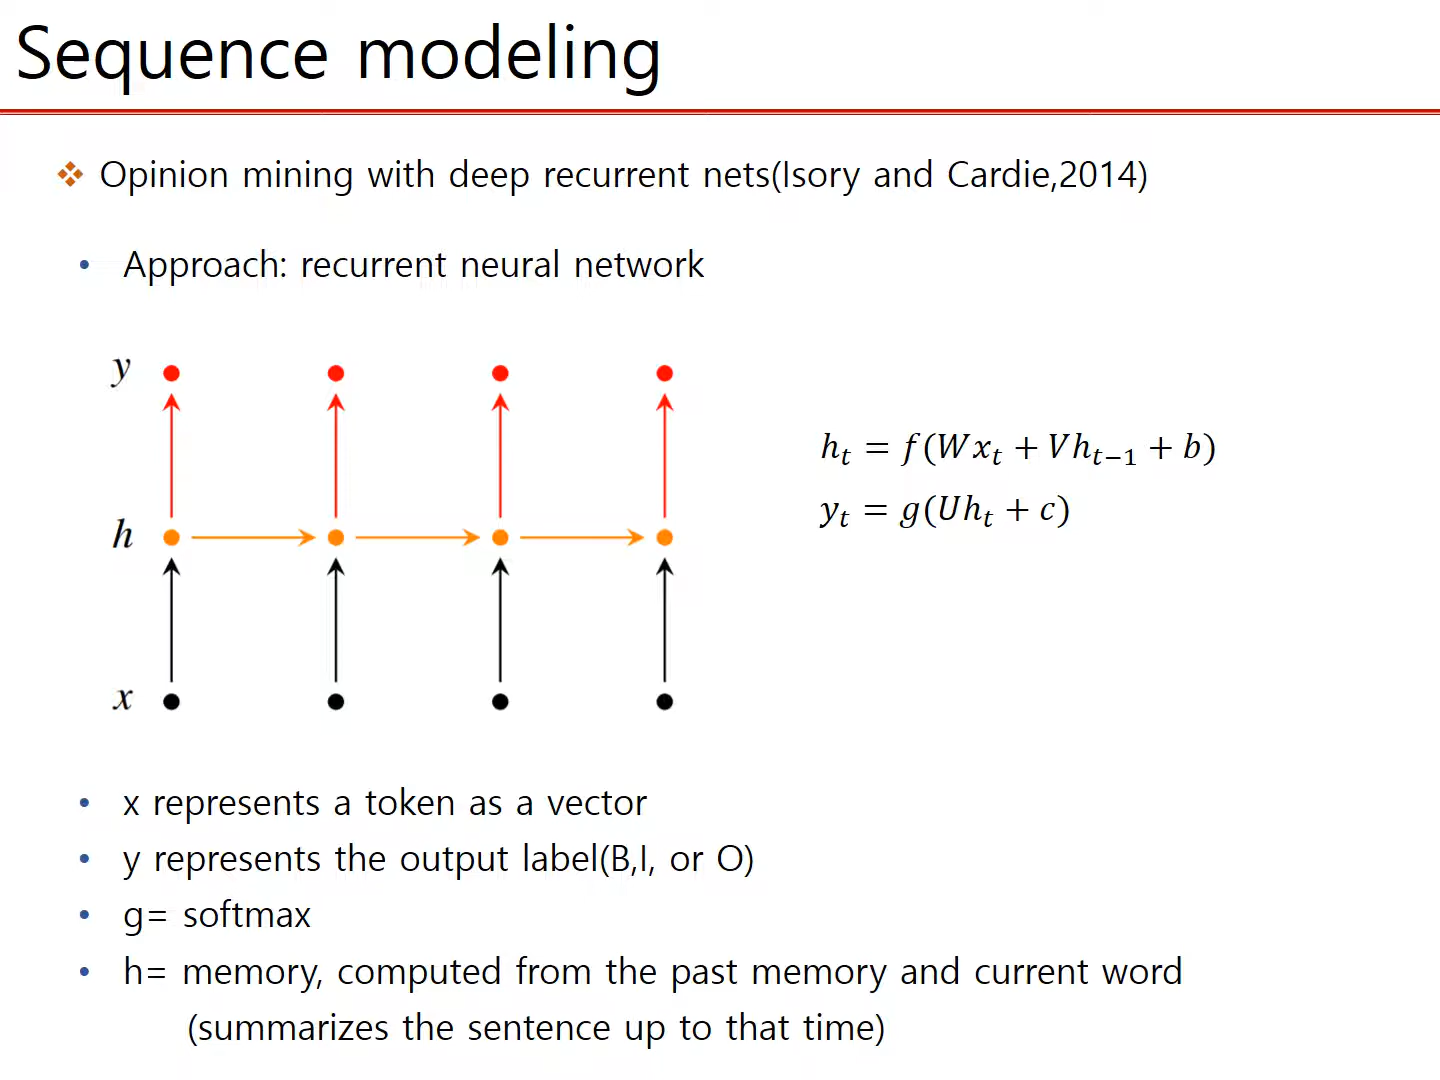 Sequence modeling
❖ Opinion mining with deep recurrent nets(Isory and Cardie,2014)
• Approach: recurrent neural network
y
h
x
h_t = f(Wx_t + Vh_{t−1} + b)
y_t = g(Uh_t + c)
• x represents a token as a vector
• y represents the output label(B,I, or O)
• g= softmax
• h= memory, computed from the past memory and current word
(summarizes the sentence up to that time)